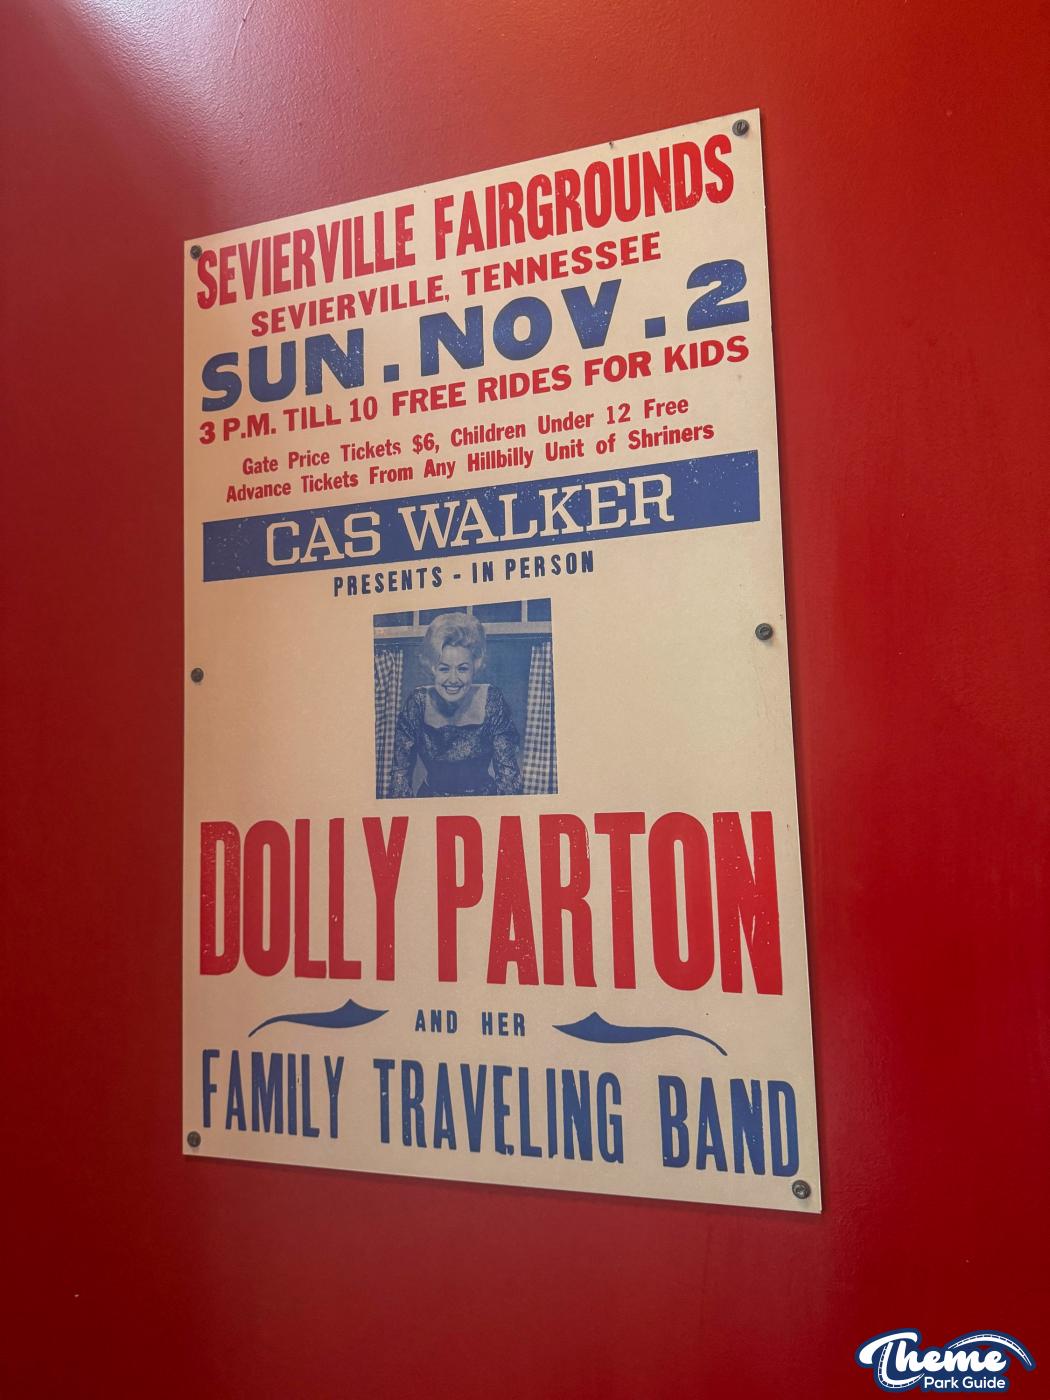 SEVIERVILLE FAIRGROUNDS
SEVIERVILLE, TENNESSEE
SUN. NOV. 2
3 P.M. TILL 10 FREE RIDES FOR KIDS
Gate Price Tickets $6, Children Under 12 Free
Advance Tickets From Any Hillbilly Unit of Shriners
CAS WALKER
PRESENTS - IN PERSON
DOLLY PARTON
AND HER
FAMILY TRAVELING BAND
Theme
Park Guide